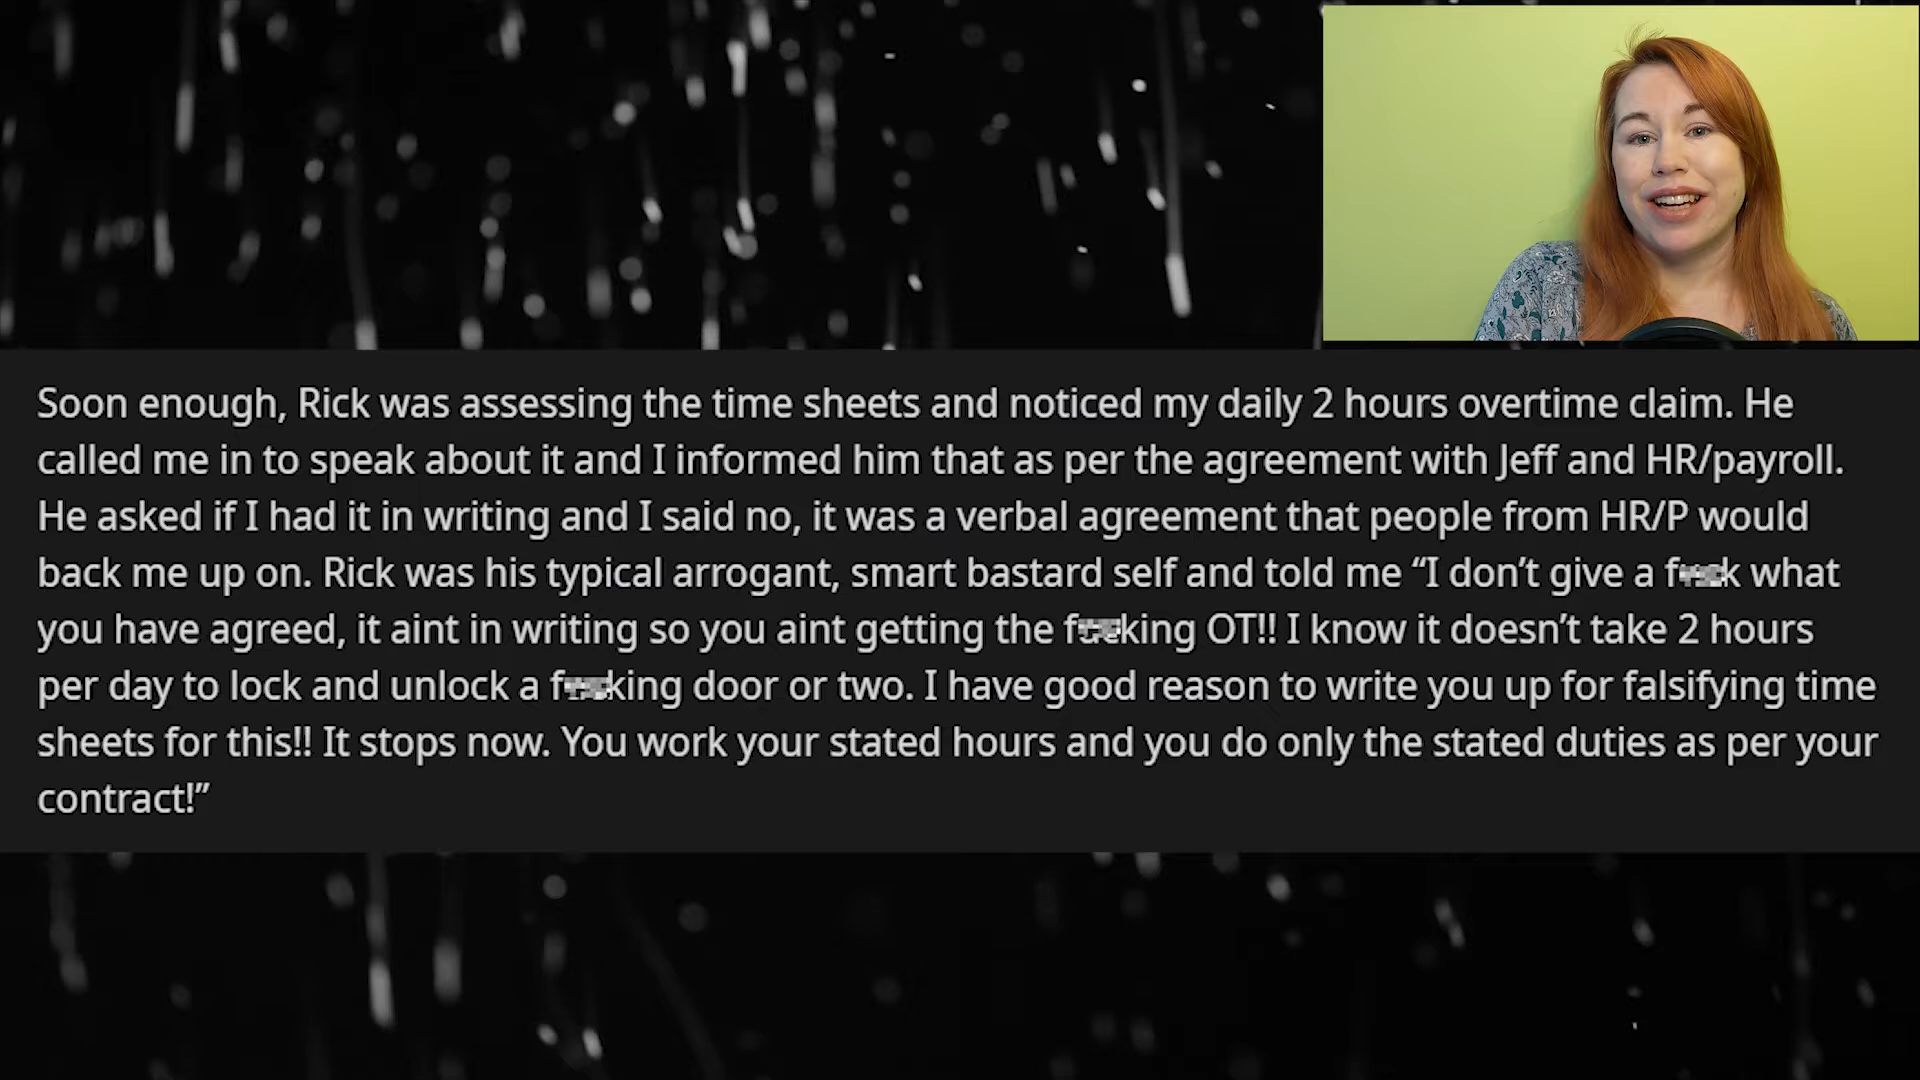 Soon enough, Rick was assessing the time sheets and noticed my daily 2 hours overtime claim. He
called me in to speak about it and I informed him that as per the agreement with Jeff and HR/payroll.
He asked if I had it in writing and I said no, it was a verbal agreement that people from HR/P would
back me up on. Rick was his typical arrogant, smart bastard self and told me “I don’t give a what
you have agreed, it aint in writing so you aint getting the OT!! I know it doesn’t take 2 hours
per day to lock and unlock a door or two. I have good reason to write you up for falsifying time
sheets for this!! It stops now. You work your stated hours and you do only the stated duties as per your
contract!”